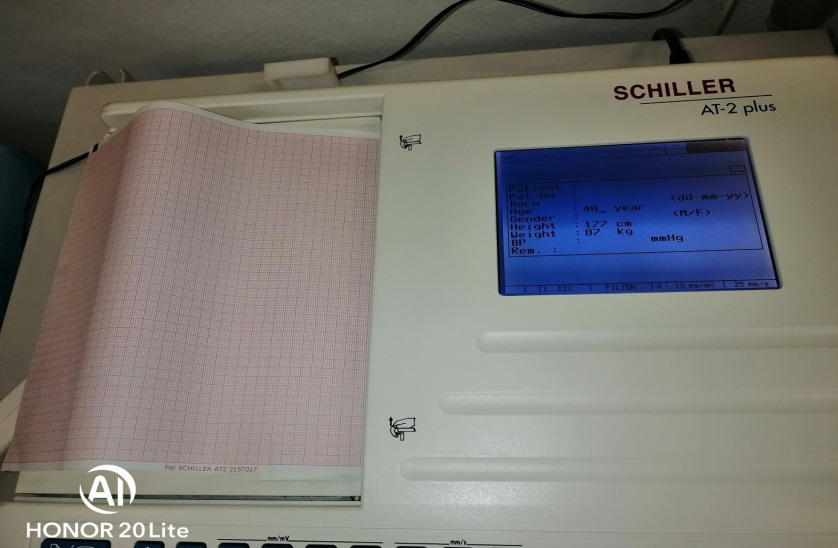 SCHILLER
AT-2 plus
Patient :
Pat-No :
Born : (dd-mm-yy)
Age : 48_ year
Gender : (M/F)
Height : 177 cm
Weight : 87 kg
BP : mmHg
Rem. :
I II III FILTER 10 mm/mV 25 mm/s
For SCHILLER AT2 2157017
AI
HONOR 20 Lite
mm/mV
mm/s